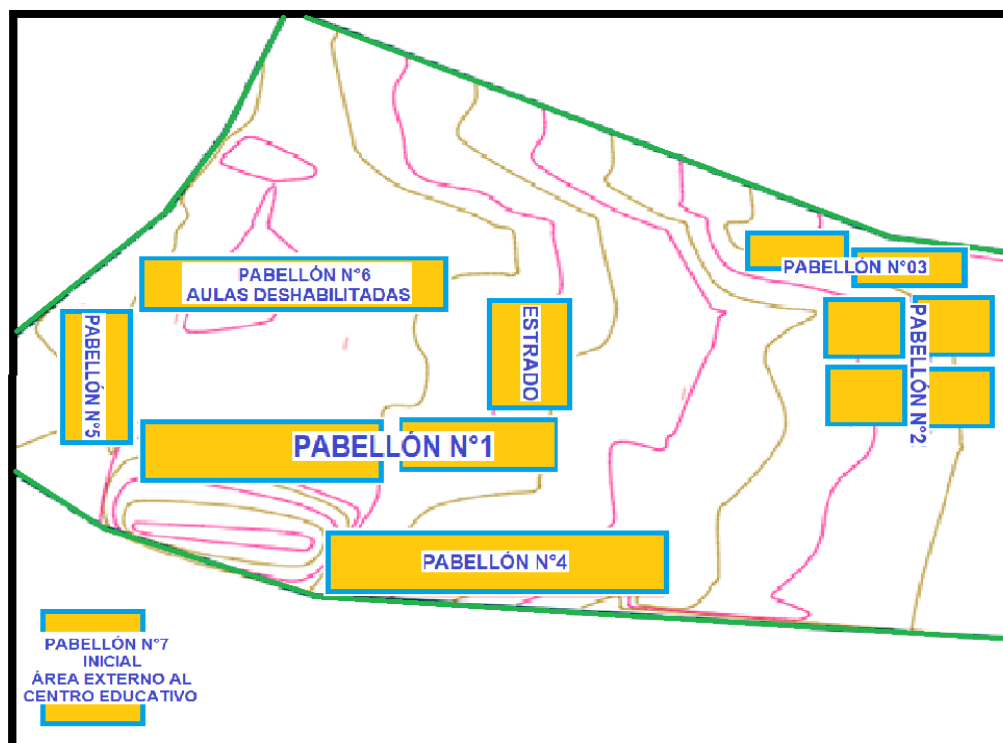 PABELLÓN N°6
AULAS DESHABILITADAS
PABELLÓN N°03
ESTRADO
PABELLÓN N°5
PABELLÓN N°2
PABELLÓN N°1
PABELLÓN N°4
PABELLÓN N°7
INICIAL
ÁREA EXTERNO AL
CENTRO EDUCATIVO